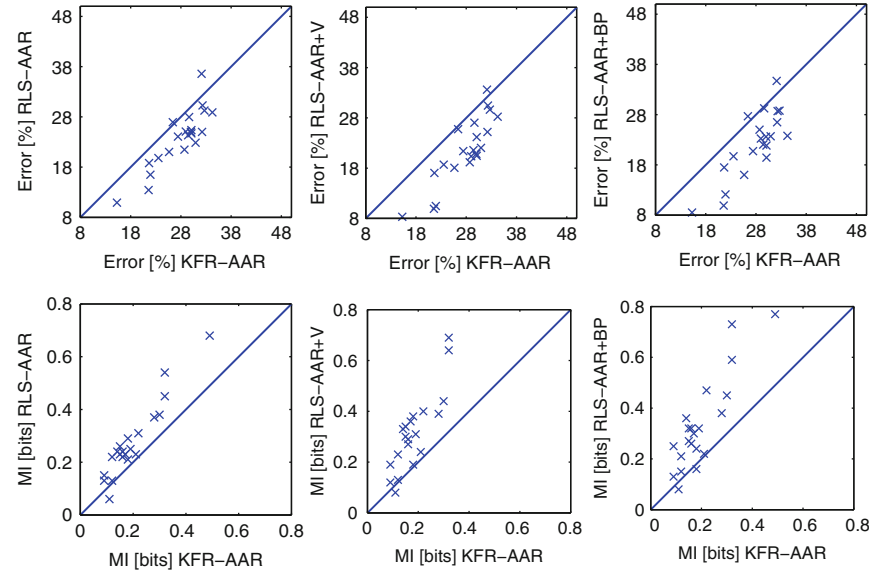 48
38
28
18
8
8 18 28 38 48
Error [%] RLS−AAR
Error [%] KFR−AAR
48
38
28
18
8
8 18 28 38 48
Error [%] RLS−AAR+V
Error [%] KFR−AAR
48
38
28
18
8
8 18 28 38 48
Error [%] RLS−AAR+BP
Error [%] KFR−AAR
0.8
0.6
0.4
0.2
0
0 0.2 0.4 0.6 0.8
MI [bits] RLS−AAR
MI [bits] KFR−AAR
0.8
0.6
0.4
0.2
0
0 0.2 0.4 0.6 0.8
MI [bits] RLS−AAR+V
MI [bits] KFR−AAR
0.8
0.6
0.4
0.2
0
0 0.2 0.4 0.6 0.8
MI [bits] RLS−AAR+BP
MI [bits] KFR−AAR